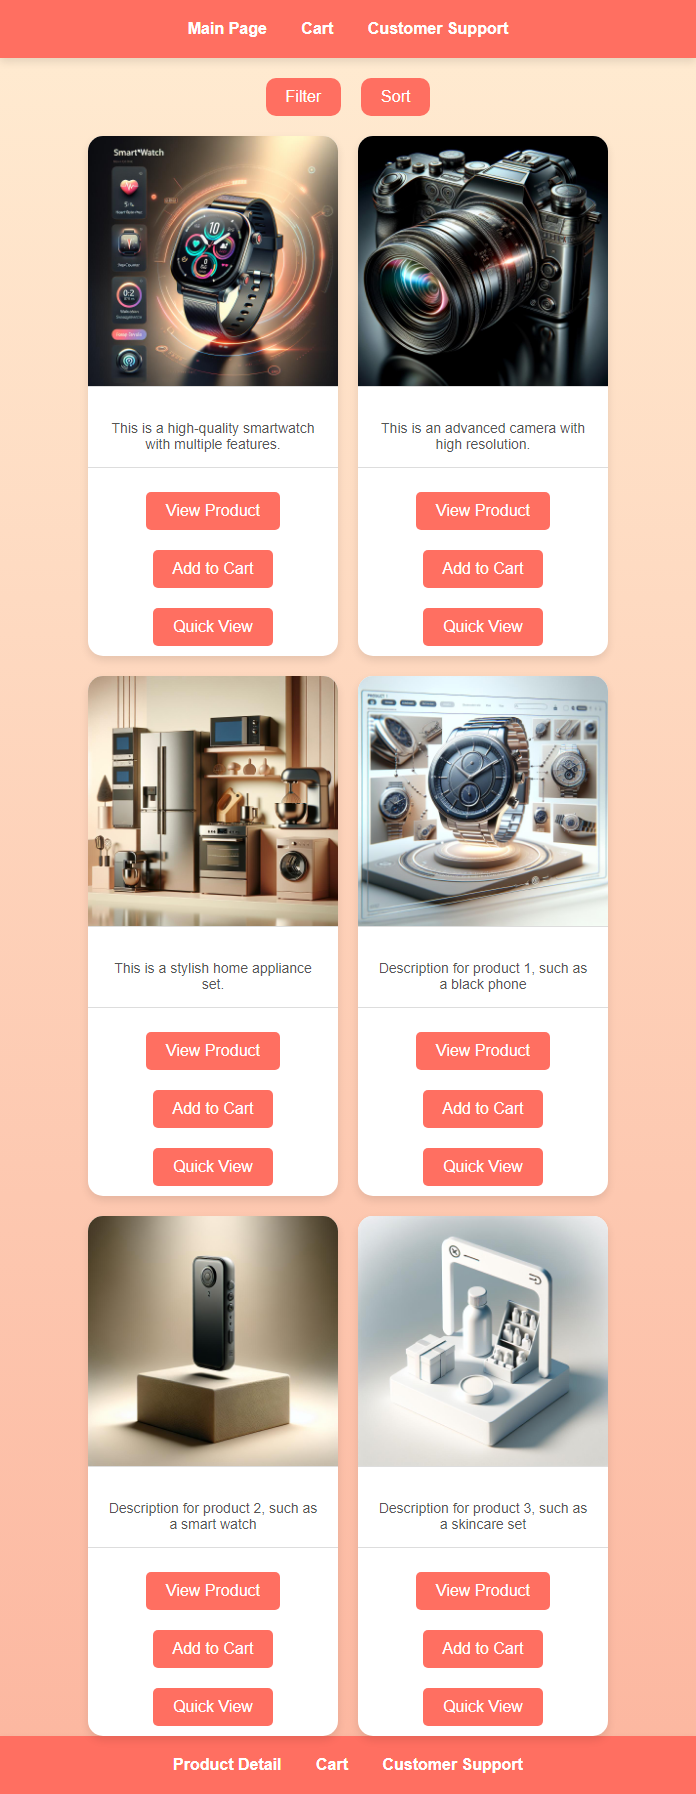 Main Page Cart Customer Support
Filter Sort
Smart*Watch
This is a high-quality smartwatch
with multiple features.
View Product
Add to Cart
Quick View
This is an advanced camera with
high resolution.
View Product
Add to Cart
Quick View
This is a stylish home appliance
set.
View Product
Add to Cart
Quick View
Description for product 1, such as
a black phone
View Product
Add to Cart
Quick View
Description for product 2, such as
a smart watch
View Product
Add to Cart
Quick View
Description for product 3, such as
a skincare set
View Product
Add to Cart
Quick View
Product Detail Cart Customer Support